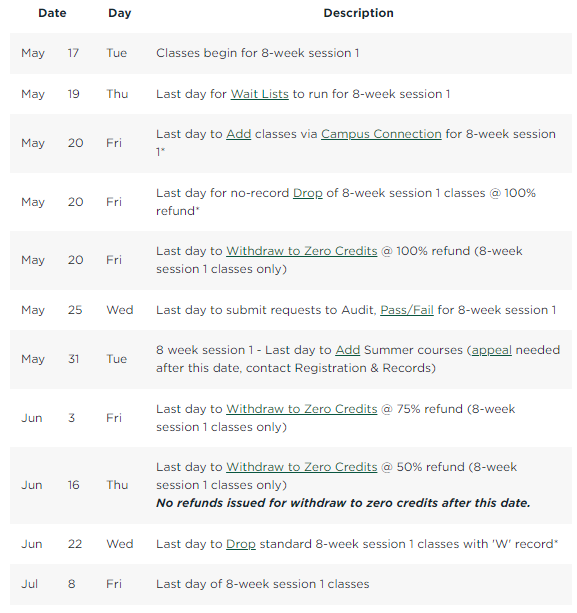 Date Day Description
May 17 Tue Classes begin for 8-week session 1
May 19 Thu Last day for Wait Lists to run for 8-week session 1
May 20 Fri Last day to Add classes via Campus Connection for 8-week session
1*
May 20 Fri Last day for no-record Drop of 8-week session 1 classes @ 100%
refund*
May 20 Fri Last day to Withdraw to Zero Credits @ 100% refund (8-week
session 1 classes only)
May 25 Wed Last day to submit requests to Audit, Pass/Fail for 8-week session 1
May 31 Tue 8 week session 1 - Last day to Add Summer courses (appeal needed
after this date, contact Registration & Records)
Jun 3 Fri Last day to Withdraw to Zero Credits @ 75% refund (8-week
session 1 classes only)
Jun 16 Thu Last day to Withdraw to Zero Credits @ 50% refund (8-week
session 1 classes only)
No refunds issued for withdraw to zero credits after this date.
Jun 22 Wed Last day to Drop standard 8-week session 1 classes with 'W' record*
Jul 8 Fri Last day of 8-week session 1 classes